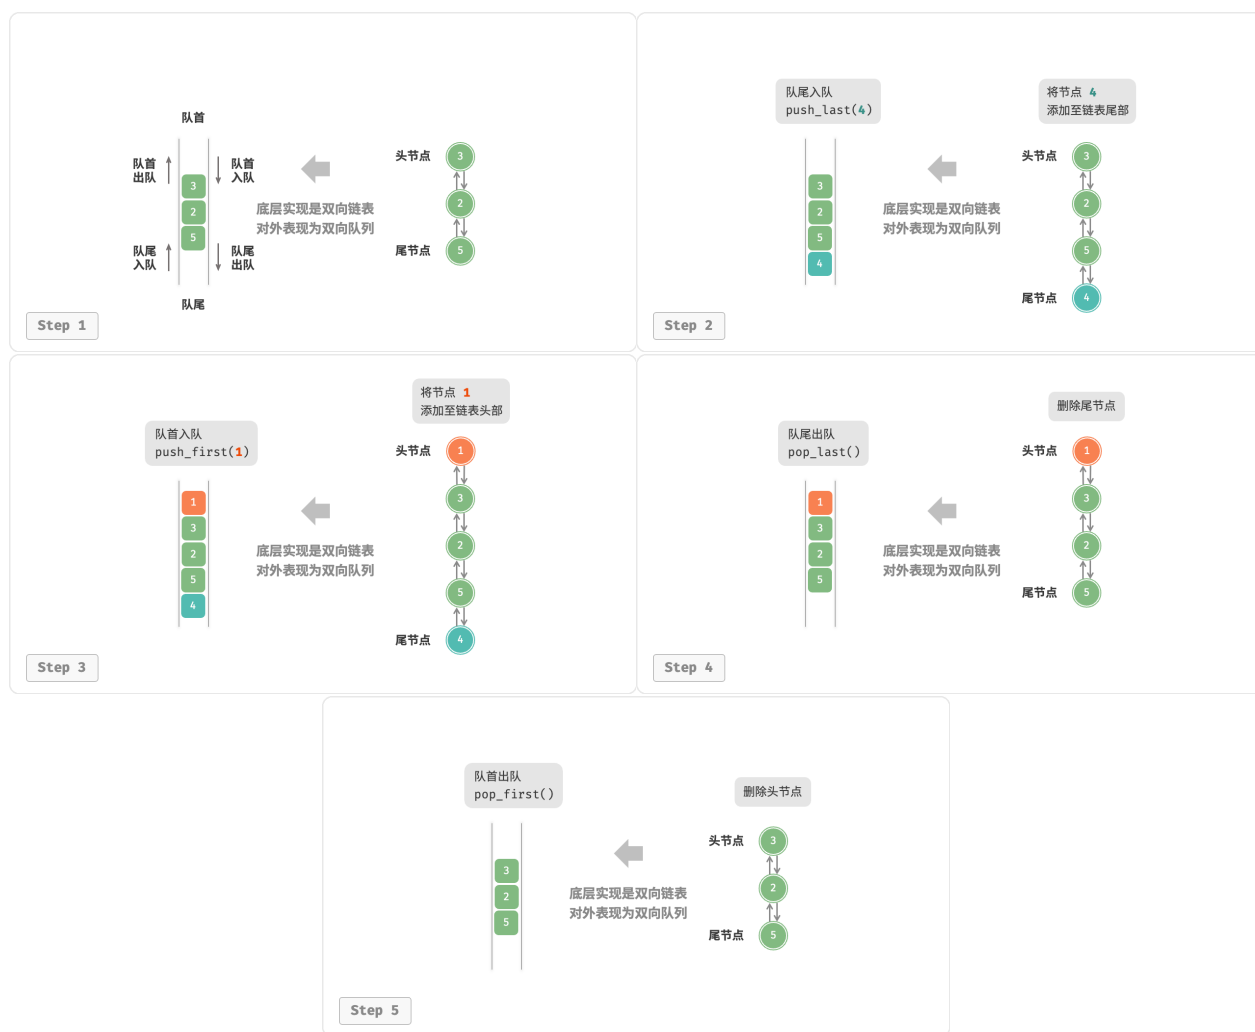 队首
队首
出队
队首
入队
3
2
5
队尾
入队
队尾
出队
队尾
底层实现是双向链表
对外表现为双向队列
头节点
3
2
尾节点
5
Step 1
队尾入队
push_last(4)
3
2
5
4
底层实现是双向链表
对外表现为双向队列
将节点 4
添加至链表尾部
头节点
3
2
5
尾节点
4
Step 2
队首入队
push_first(1)
1
3
2
5
4
底层实现是双向链表
对外表现为双向队列
将节点 1
添加至链表头部
头节点
1
3
2
5
尾节点
4
Step 3
队尾出队
pop_last()
1
3
2
5
底层实现是双向链表
对外表现为双向队列
删除尾节点
头节点
1
3
2
尾节点
5
Step 4
队首出队
pop_first()
3
2
5
底层实现是双向链表
对外表现为双向队列
删除头节点
头节点
3
2
尾节点
5
Step 5